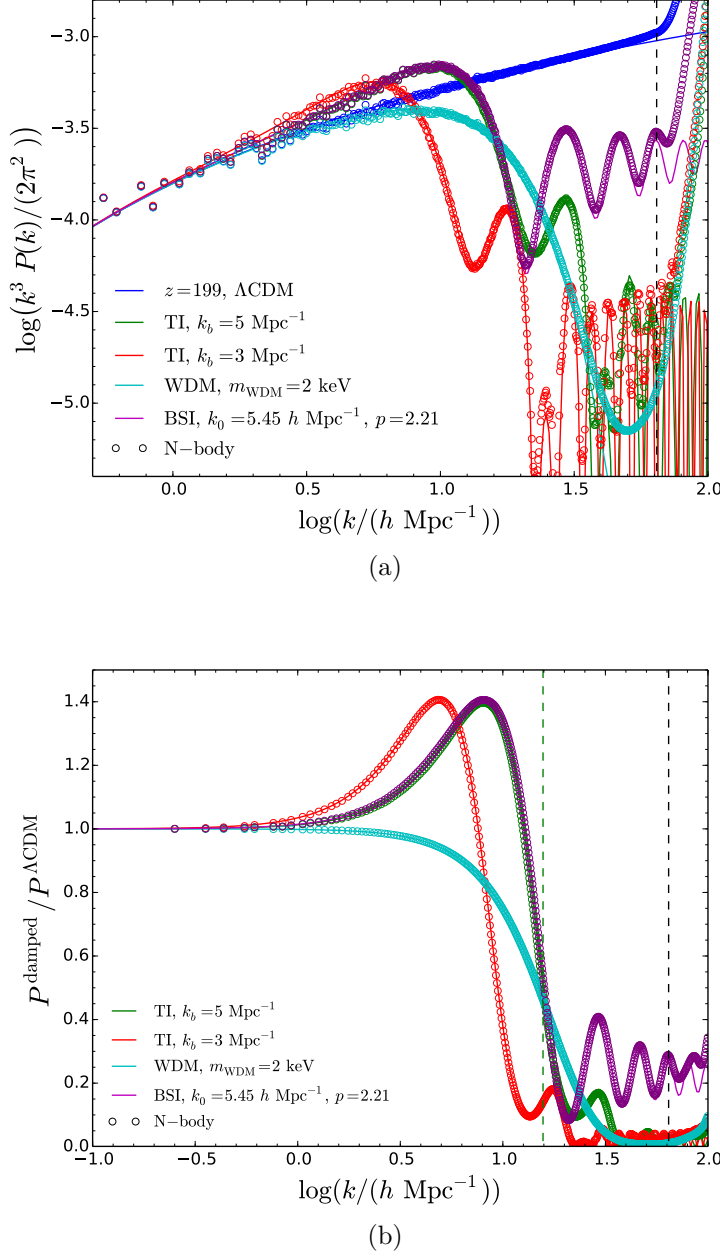 log(k³ P(k)/(2π² ))
−3.0
−3.5
−4.0
−4.5
−5.0
z=199, ΛCDM
TI, k_b=5 Mpc⁻¹
TI, k_b=3 Mpc⁻¹
WDM, m_WDM=2 keV
BSI, k₀=5.45 h Mpc⁻¹, p=2.21
N−body
0.0 0.5 1.0 1.5 2.0
log(k/(h Mpc⁻¹))
(a)
P^damped/P^ΛCDM
1.4
1.2
1.0
0.8
0.6
0.4
0.2
0.0
TI, k_b=5 Mpc⁻¹
TI, k_b=3 Mpc⁻¹
WDM, m_WDM=2 keV
BSI, k₀=5.45 h Mpc⁻¹, p=2.21
N−body
−1.0 −0.5 0.0 0.5 1.0 1.5 2.0
log(k/(h Mpc⁻¹))
(b)